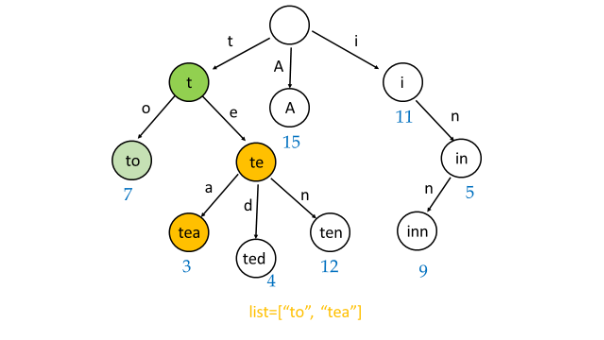 t
i
A
t
A
i
o
e
15
11
n
to
te
in
7
a
d
n
n
5
tea
ted
ten
inn
3
4
12
9
list=["to", "tea"]